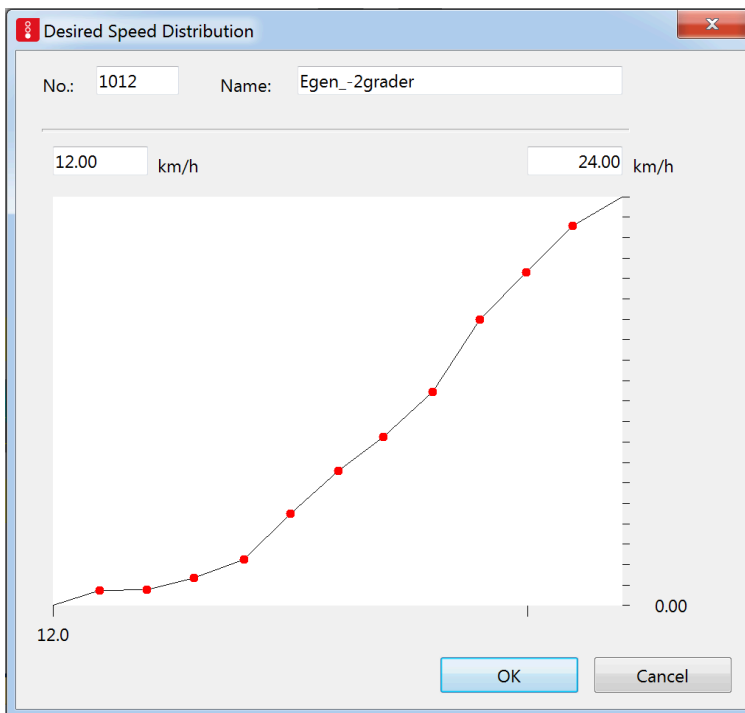 Desired Speed Distribution
No.: 1012 Name: Egen_-2grader
12.00 km/h 24.00 km/h
0.00
12.0
OK Cancel